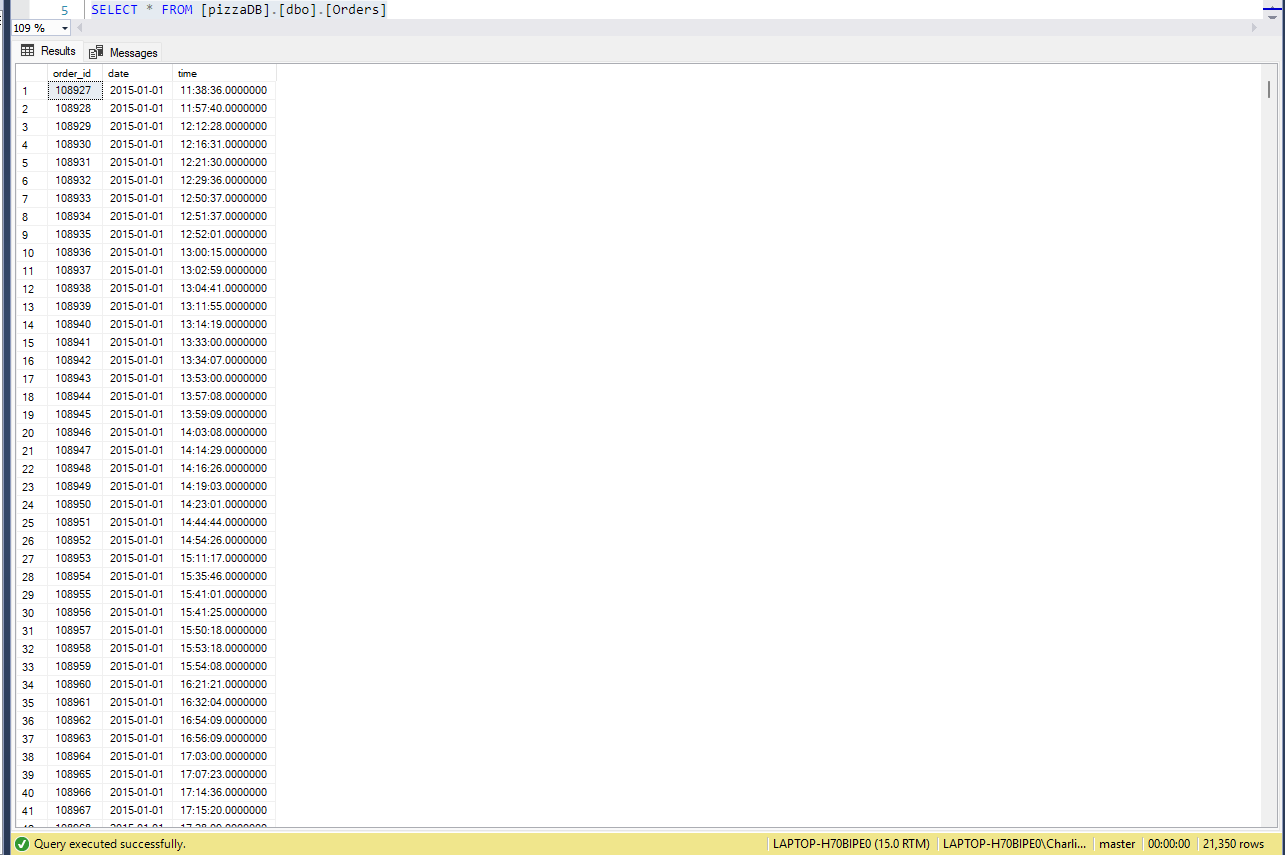 5 SELECT * FROM [pizzaDB].[dbo].[Orders]
109 %
Results Messages
order_id date time
1 108927 2015-01-01 11:38:36.0000000
2 108928 2015-01-01 11:57:40.0000000
3 108929 2015-01-01 12:12:28.0000000
4 108930 2015-01-01 12:16:31.0000000
5 108931 2015-01-01 12:21:30.0000000
6 108932 2015-01-01 12:29:36.0000000
7 108933 2015-01-01 12:50:37.0000000
8 108934 2015-01-01 12:51:37.0000000
9 108935 2015-01-01 12:52:01.0000000
10 108936 2015-01-01 13:00:15.0000000
11 108937 2015-01-01 13:02:59.0000000
12 108938 2015-01-01 13:04:41.0000000
13 108939 2015-01-01 13:11:55.0000000
14 108940 2015-01-01 13:14:19.0000000
15 108941 2015-01-01 13:33:00.0000000
16 108942 2015-01-01 13:34:07.0000000
17 108943 2015-01-01 13:53:00.0000000
18 108944 2015-01-01 13:57:08.0000000
19 108945 2015-01-01 13:59:09.0000000
20 108946 2015-01-01 14:03:08.0000000
21 108947 2015-01-01 14:14:29.0000000
22 108948 2015-01-01 14:16:26.0000000
23 108949 2015-01-01 14:19:03.0000000
24 108950 2015-01-01 14:23:01.0000000
25 108951 2015-01-01 14:44:44.0000000
26 108952 2015-01-01 14:54:26.0000000
27 108953 2015-01-01 15:11:17.0000000
28 108954 2015-01-01 15:35:46.0000000
29 108955 2015-01-01 15:41:01.0000000
30 108956 2015-01-01 15:41:25.0000000
31 108957 2015-01-01 15:50:18.0000000
32 108958 2015-01-01 15:53:18.0000000
33 108959 2015-01-01 15:54:08.0000000
34 108960 2015-01-01 16:21:21.0000000
35 108961 2015-01-01 16:32:04.0000000
36 108962 2015-01-01 16:54:09.0000000
37 108963 2015-01-01 16:56:09.0000000
38 108964 2015-01-01 17:03:00.0000000
39 108965 2015-01-01 17:07:23.0000000
40 108966 2015-01-01 17:14:36.0000000
41 108967 2015-01-01 17:15:20.0000000
Query executed successfully. LAPTOP-H70BIPE0 (15.0 RTM) LAPTOP-H70BIPE0\Charli... master 00:00:00 21,350 rows